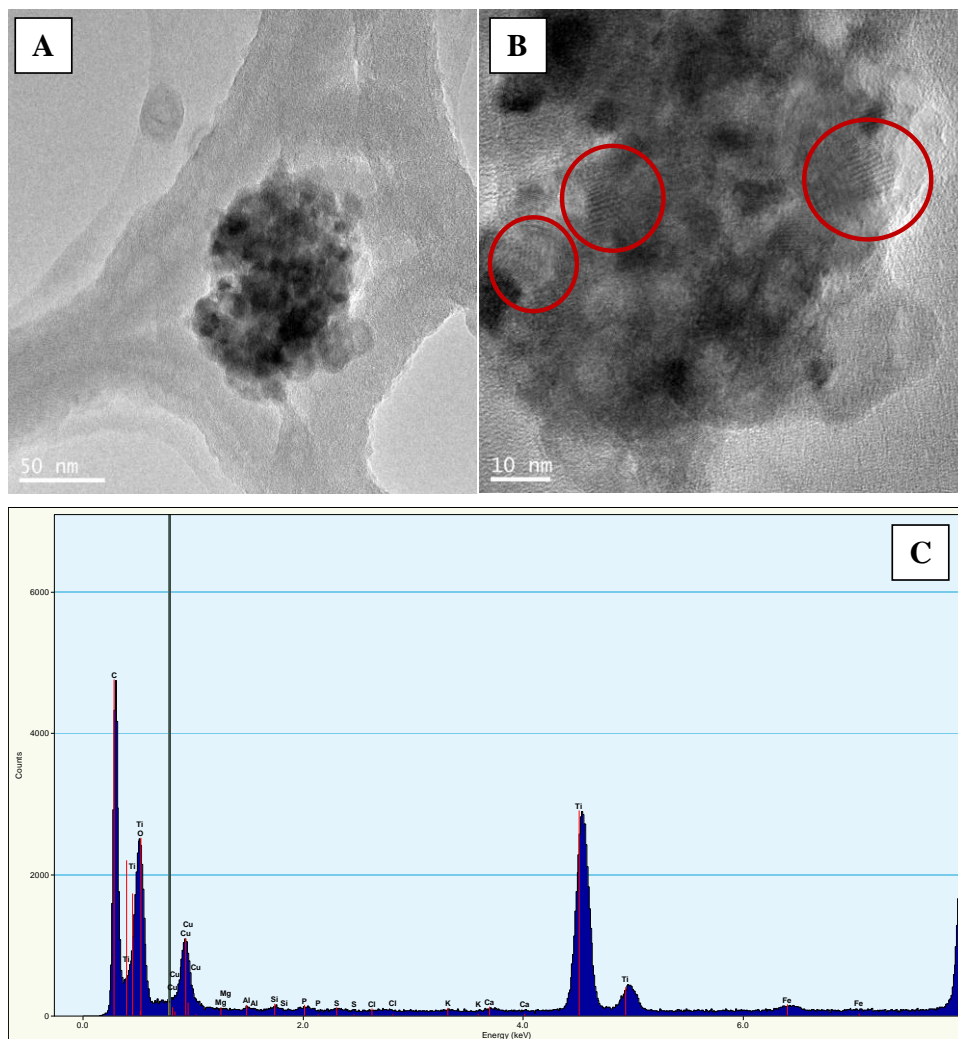 A
B
50 nm
10 nm
C
6000
4000
2000
0
Counts
C
Ti
O
Ti
Ti
Cu
Cu
Cu
Cu
Cu
Mg
Mg
Al
Al
Si
Si
P
P
S
S
Cl
Cl
K
K
Ca
Ca
Ti
Ti
Fe
Fe
0.0
2.0
4.0
6.0
Energy (keV)